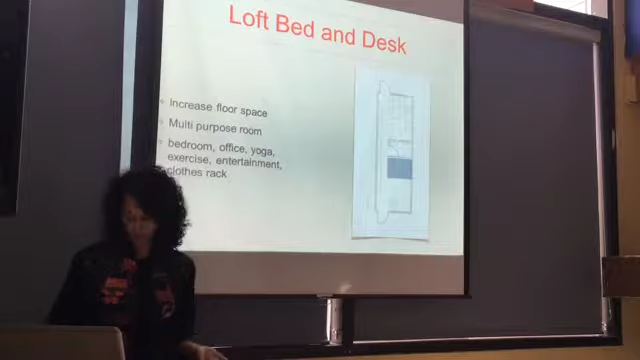 Loft Bed and Desk
Increase floor space
Multi purpose room
bedroom, office, yoga,
exercise, entertainment,
clothes rack